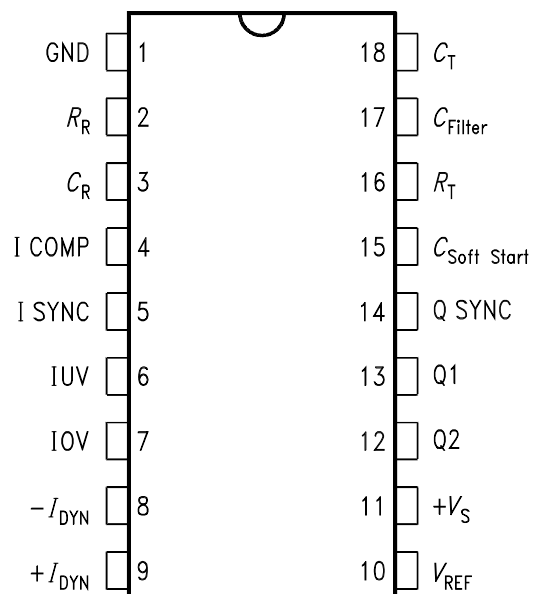 GND 1 18 C_T
R_R 2 17 C_Filter
C_R 3 16 R_T
I COMP 4 15 C_Soft Start
I SYNC 5 14 Q SYNC
IUV 6 13 Q1
IOV 7 12 Q2
-I_DYN 8 11 +V_S
+I_DYN 9 10 V_REF